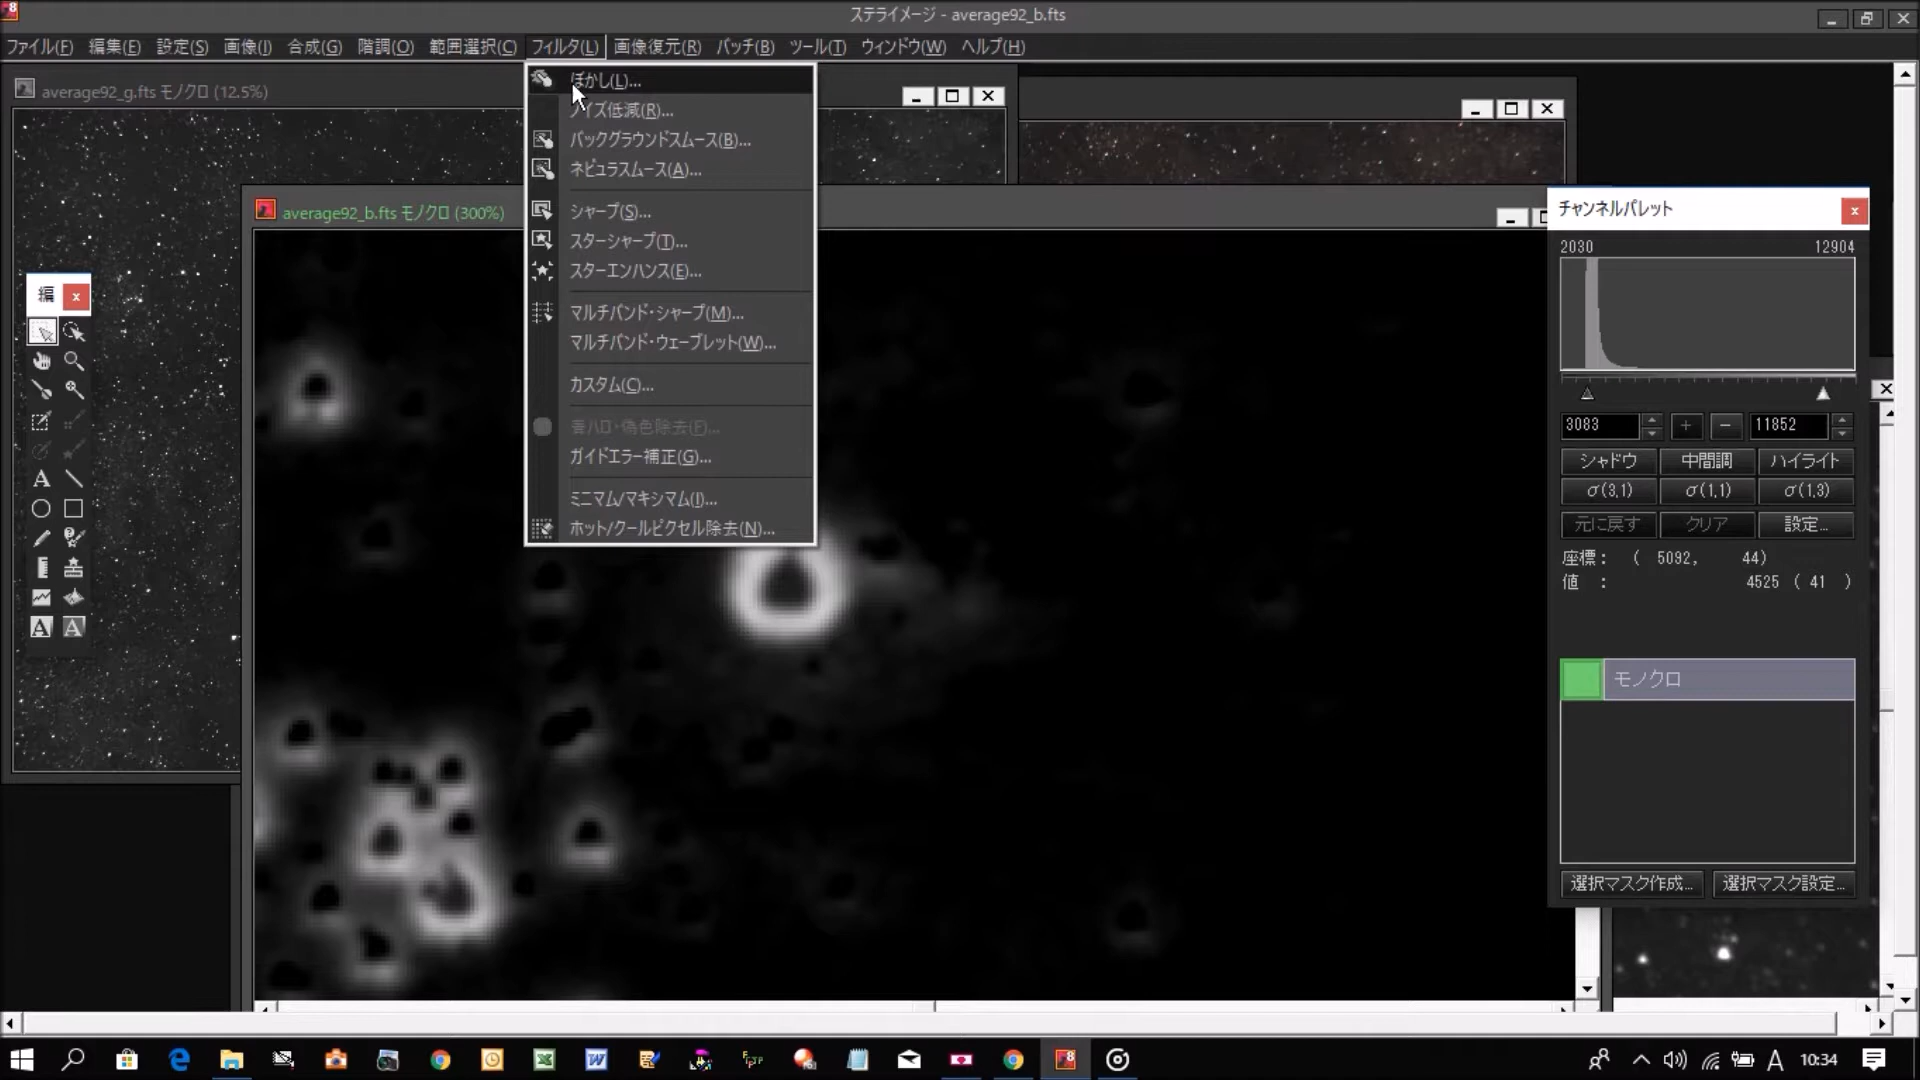 ステライメージ - average92_b.fts
ファイル(F) 編集(E) 設定(S) 画像(I) 合成(G) 階調(O) 範囲選択(C) フィルタ(L) 画像復元(R) バッチ(B) ツール(T) ウィンドウ(W) ヘルプ(H)
average92_g.fts モノクロ (12.5%)
ぼかし(L)...
ノイズ低減(R)...
バックグラウンドスムース(B)...
ネビュラスムース(A)...
シャープ(S)...
スターシャープ(T)...
スターエンハンス(E)...
マルチバンド・シャープ(M)...
マルチバンド・ウェーブレット(W)...
カスタム(C)...
青ハロ・偽色除去(F)...
ガイドエラー補正(G)...
ミニマム/マキシマム(I)...
ホット/クールピクセル除去(N)...
average92_b.fts モノクロ (300%)
編
チャンネルパレット
2030 12904
3083 + − 11852
シャドウ 中間調 ハイライト
σ(3,1) σ(1,1) σ(1,3)
元に戻す クリア 設定...
座標: ( 5092, 44)
値 : 4525 ( 41 )
モノクロ
選択マスク作成... 選択マスク設定...
A 10:34